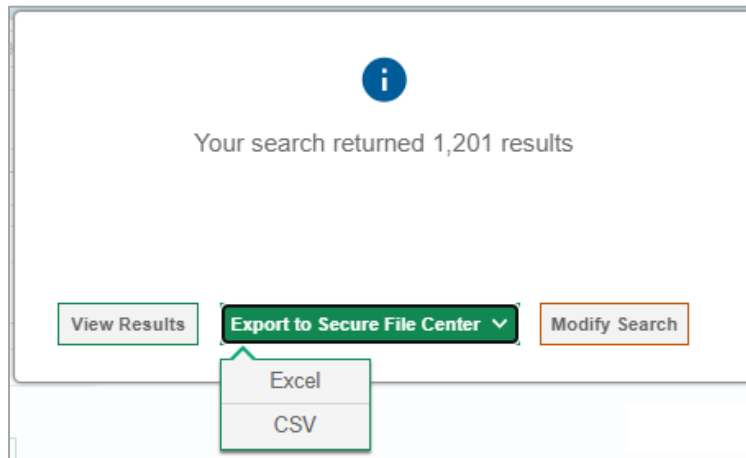 Your search returned 1,201 results
View Results
Export to Secure File Center
Modify Search
Excel
CSV